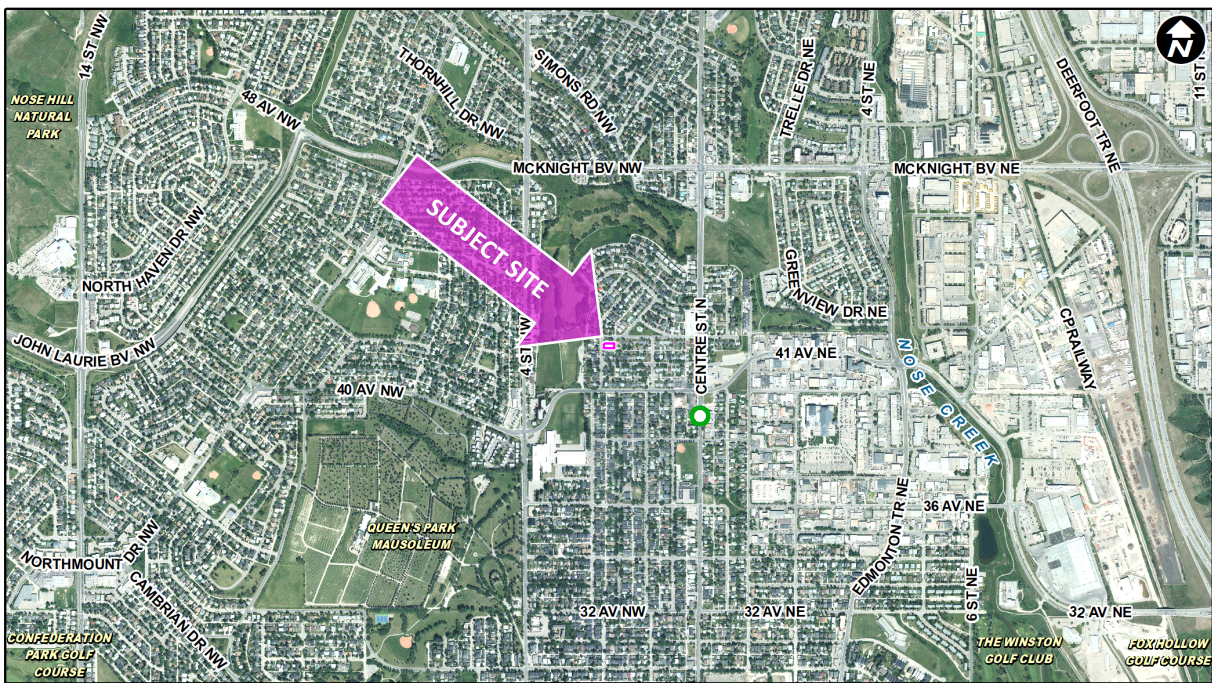 14 ST NW
NOSE HILL
NATURAL
PARK
48 AV NW
THORNHILL DR NW
SIMONS RD NW
TRELLE DR NE
4 ST NE
DEERFOOT TR NE
11 ST
N
MCKNIGHT BV NW
MCKNIGHT BV NE
SUBJECT SITE
NORTH HAVEN DR NW
JOHN LAURIE BV NW
4 ST NW
CENTRE ST N
GREENVIEW DR NE
41 AV NE
NOSE CREEK
CP RAILWAY
40 AV NW
QUEEN'S PARK
MAUSOLEUM
36 AV NE
EDMONTON TR NE
6 ST NE
NORTHMOUNT DR NW
CAMBRIAN DR NW
32 AV NW
32 AV NE
32 AV NE
CONFEDERATION
PARK GOLF
COURSE
THE WINSTON
GOLF CLUB
FOX HOLLOW
GOLF COURSE